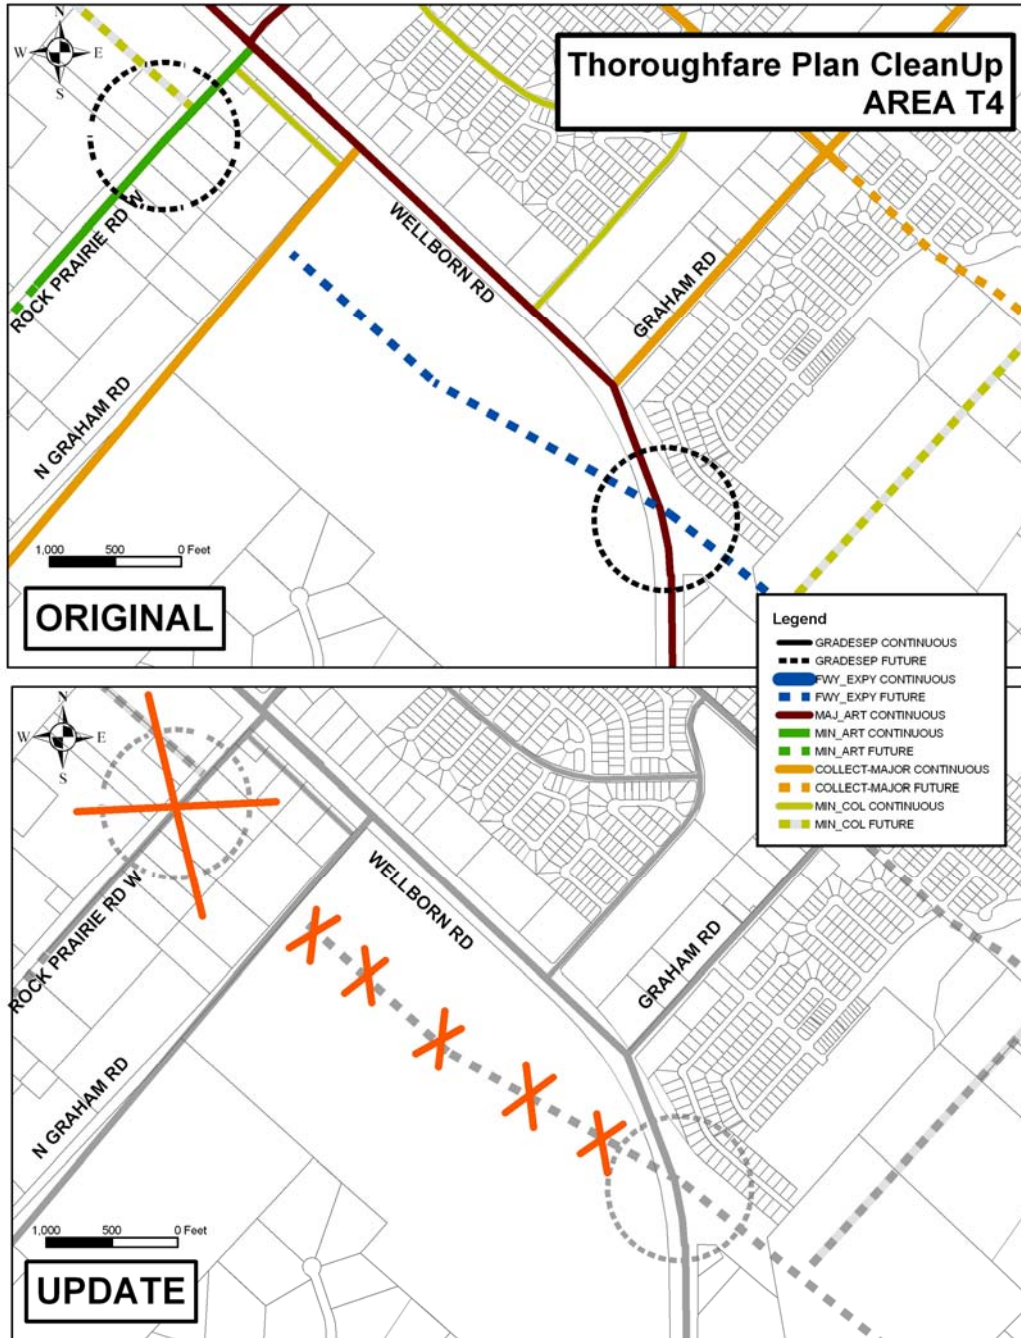 N
W E
S
Thoroughfare Plan CleanUp
AREA T4
ROCK PRAIRIE RD W
WELLBORN RD
GRAHAM RD
N GRAHAM RD
1,000 500 0 Feet
ORIGINAL
Legend
GRADESEP CONTINUOUS
GRADESEP FUTURE
FWY_EXPY CONTINUOUS
FWY_EXPY FUTURE
MAJ_ART CONTINUOUS
MIN_ART CONTINUOUS
MIN_ART FUTURE
COLLECT-MAJOR CONTINUOUS
COLLECT-MAJOR FUTURE
MIN_COL CONTINUOUS
MIN_COL FUTURE
N
W E
S
ROCK PRAIRIE RD W
WELLBORN RD
GRAHAM RD
N GRAHAM RD
1,000 500 0 Feet
UPDATE